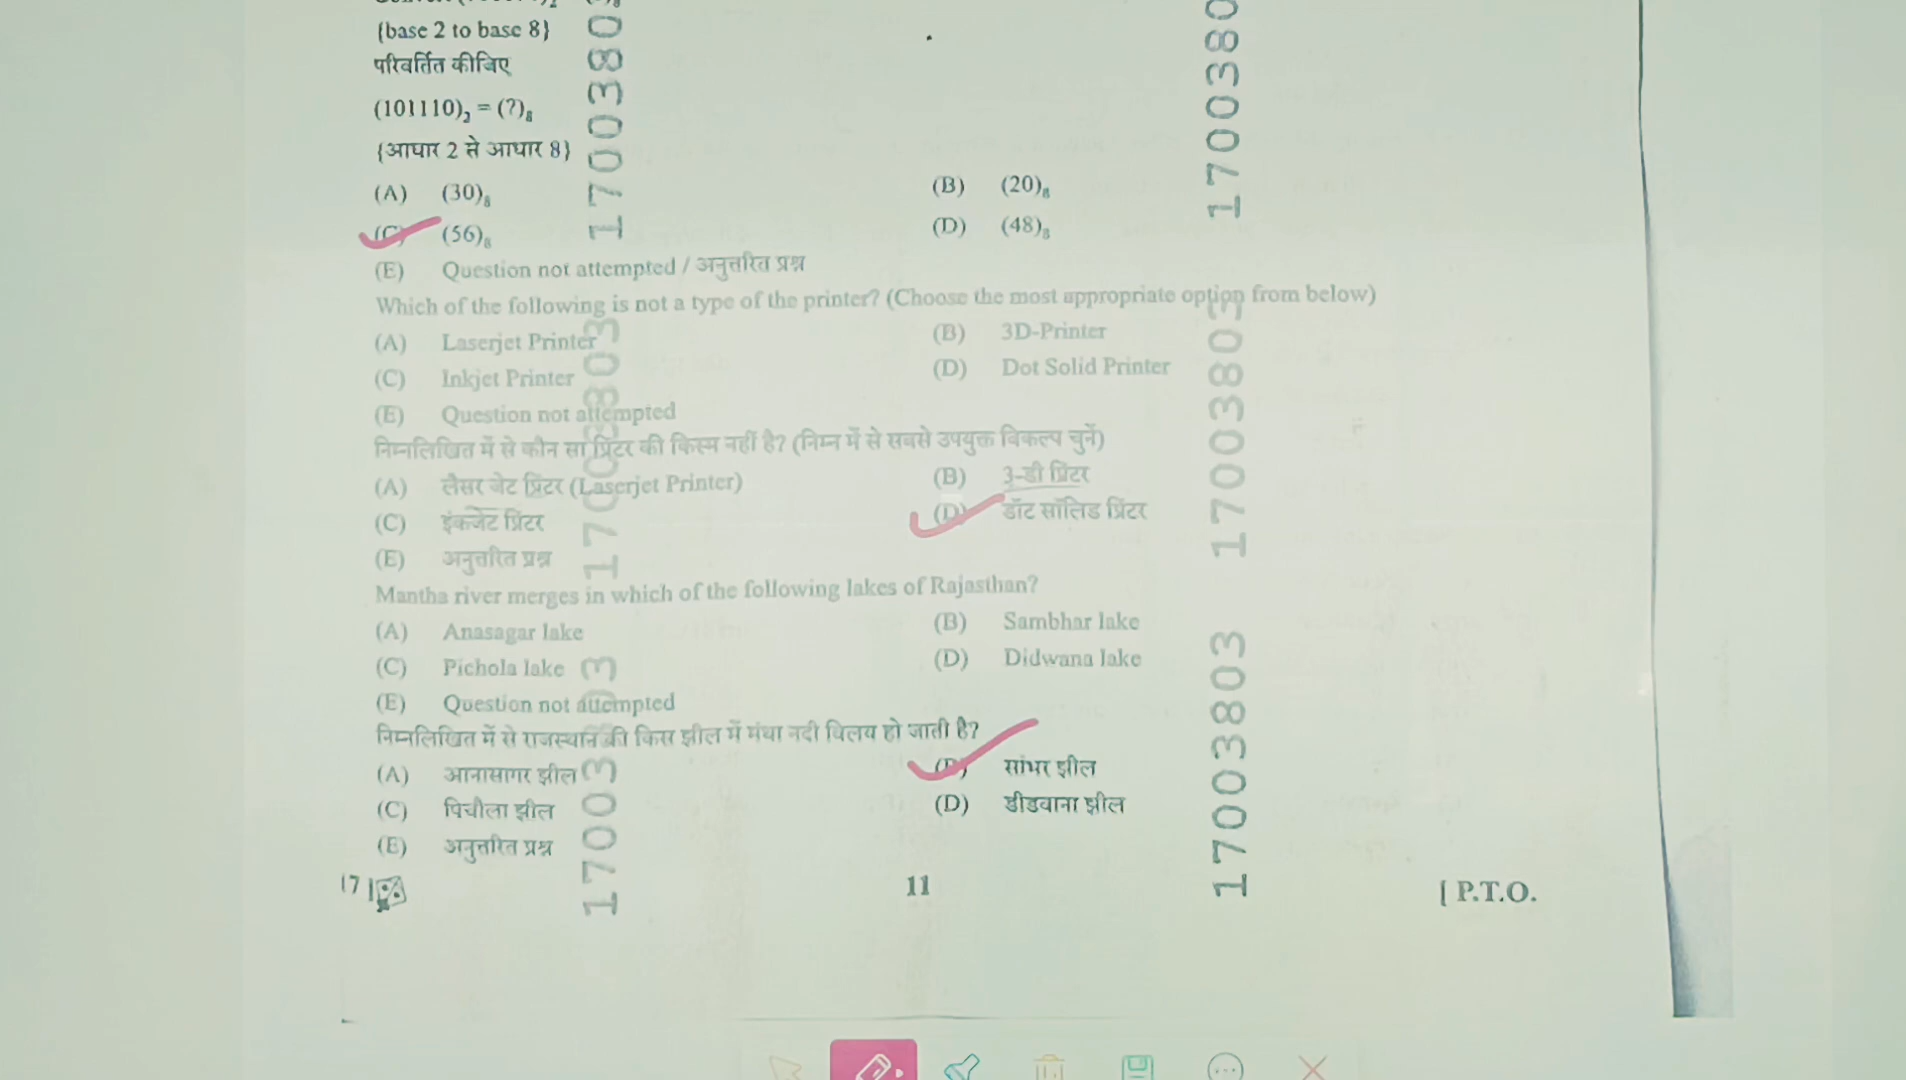 {base 2 to base 8}
परिवर्तित कीजिए
(101110)₂ = (?)₈
{आधार 2 से आधार 8}
(A) (30)₈ (B) (20)₈
(C) (56)₈ (D) (48)₈
(E) Question not attempted / अनुत्तरित प्रश्न
Which of the following is not a type of the printer? (Choose the most appropriate option from below)
(A) Laserjet Printer (B) 3D-Printer
(C) Inkjet Printer (D) Dot Solid Printer
(E) Question not attempted
निम्नलिखित में से कौन सा प्रिंटर की किस्म नहीं है? (निम्न में से सबसे उपयुक्त विकल्प चुनें)
(A) लैसर जेट प्रिंटर (Laserjet Printer) (B) 3-डी प्रिंटर
(C) इंकजेट प्रिंटर (D) डॉट सॉलिड प्रिंटर
(E) अनुत्तरित प्रश्न
Mantha river merges in which of the following lakes of Rajasthan?
(A) Anasagar lake (B) Sambhar lake
(C) Pichola lake (D) Didwana lake
(E) Question not attempted
निम्नलिखित में से राजस्थान की किस झील में मंथा नदी विलय हो जाती है?
(A) आनासागर झील (B) सांभर झील
(C) पिचौला झील (D) डीडवाना झील
(E) अनुत्तरित प्रश्न
17 ] 11 [ P.T.O.
1700380
17003803
17003803
1700380
17003803
17003803